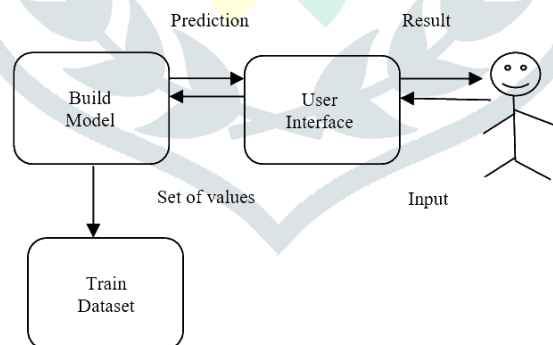 Prediction
Result
Build
Model
User
Interface
Set of values
Input
Train
Dataset